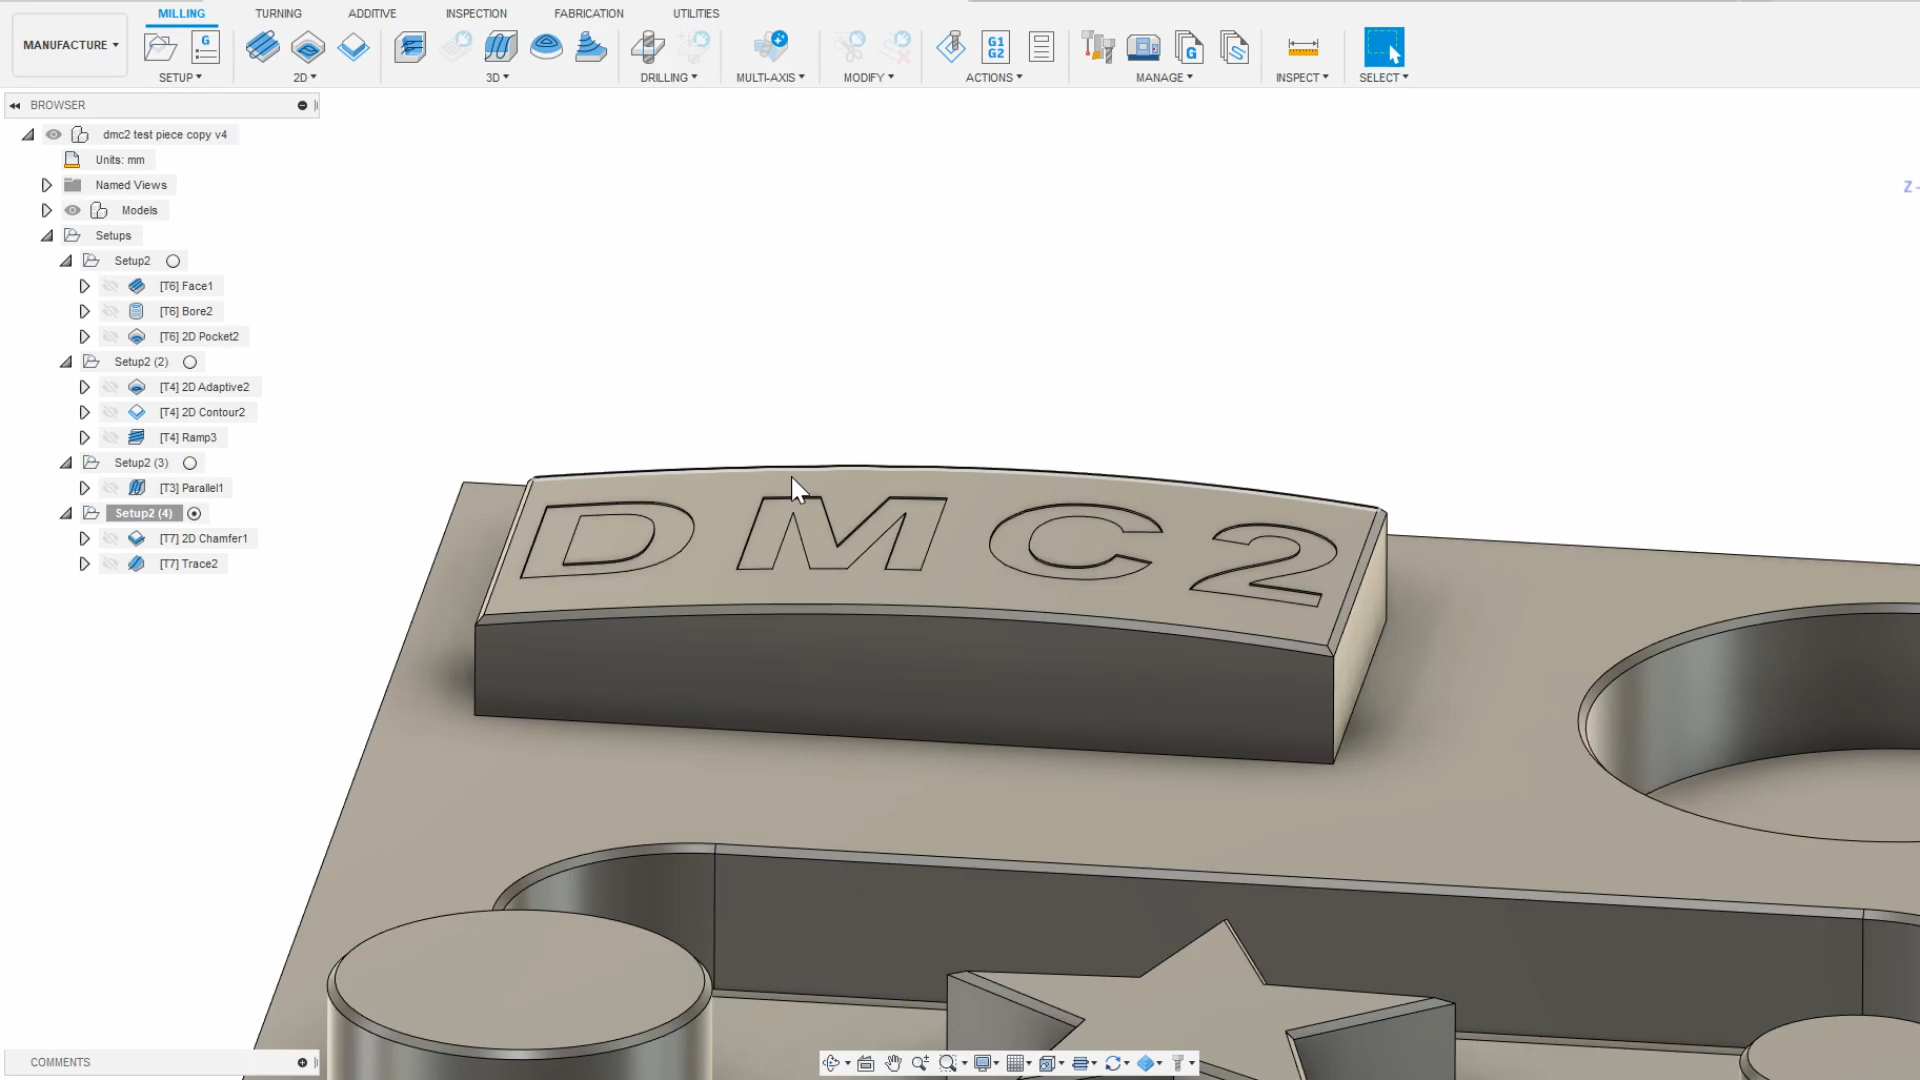 MILLING TURNING ADDITIVE INSPECTION FABRICATION UTILITIES
MANUFACTURE
G
G1
G2
G
SETUP 2D 3D DRILLING MULTI-AXIS MODIFY ACTIONS MANAGE INSPECT SELECT
BROWSER
dmc2 test piece copy v4
Units: mm
Named Views
Models
Setups
Setup2
[T6] Face1
[T6] Bore2
[T6] 2D Pocket2
Setup2 (2)
[T4] 2D Adaptive2
[T4] 2D Contour2
[T4] Ramp3
Setup2 (3)
[T3] Parallel1
Setup2 (4)
[T7] 2D Chamfer1
[T7] Trace2
Z
DMC2
COMMENTS